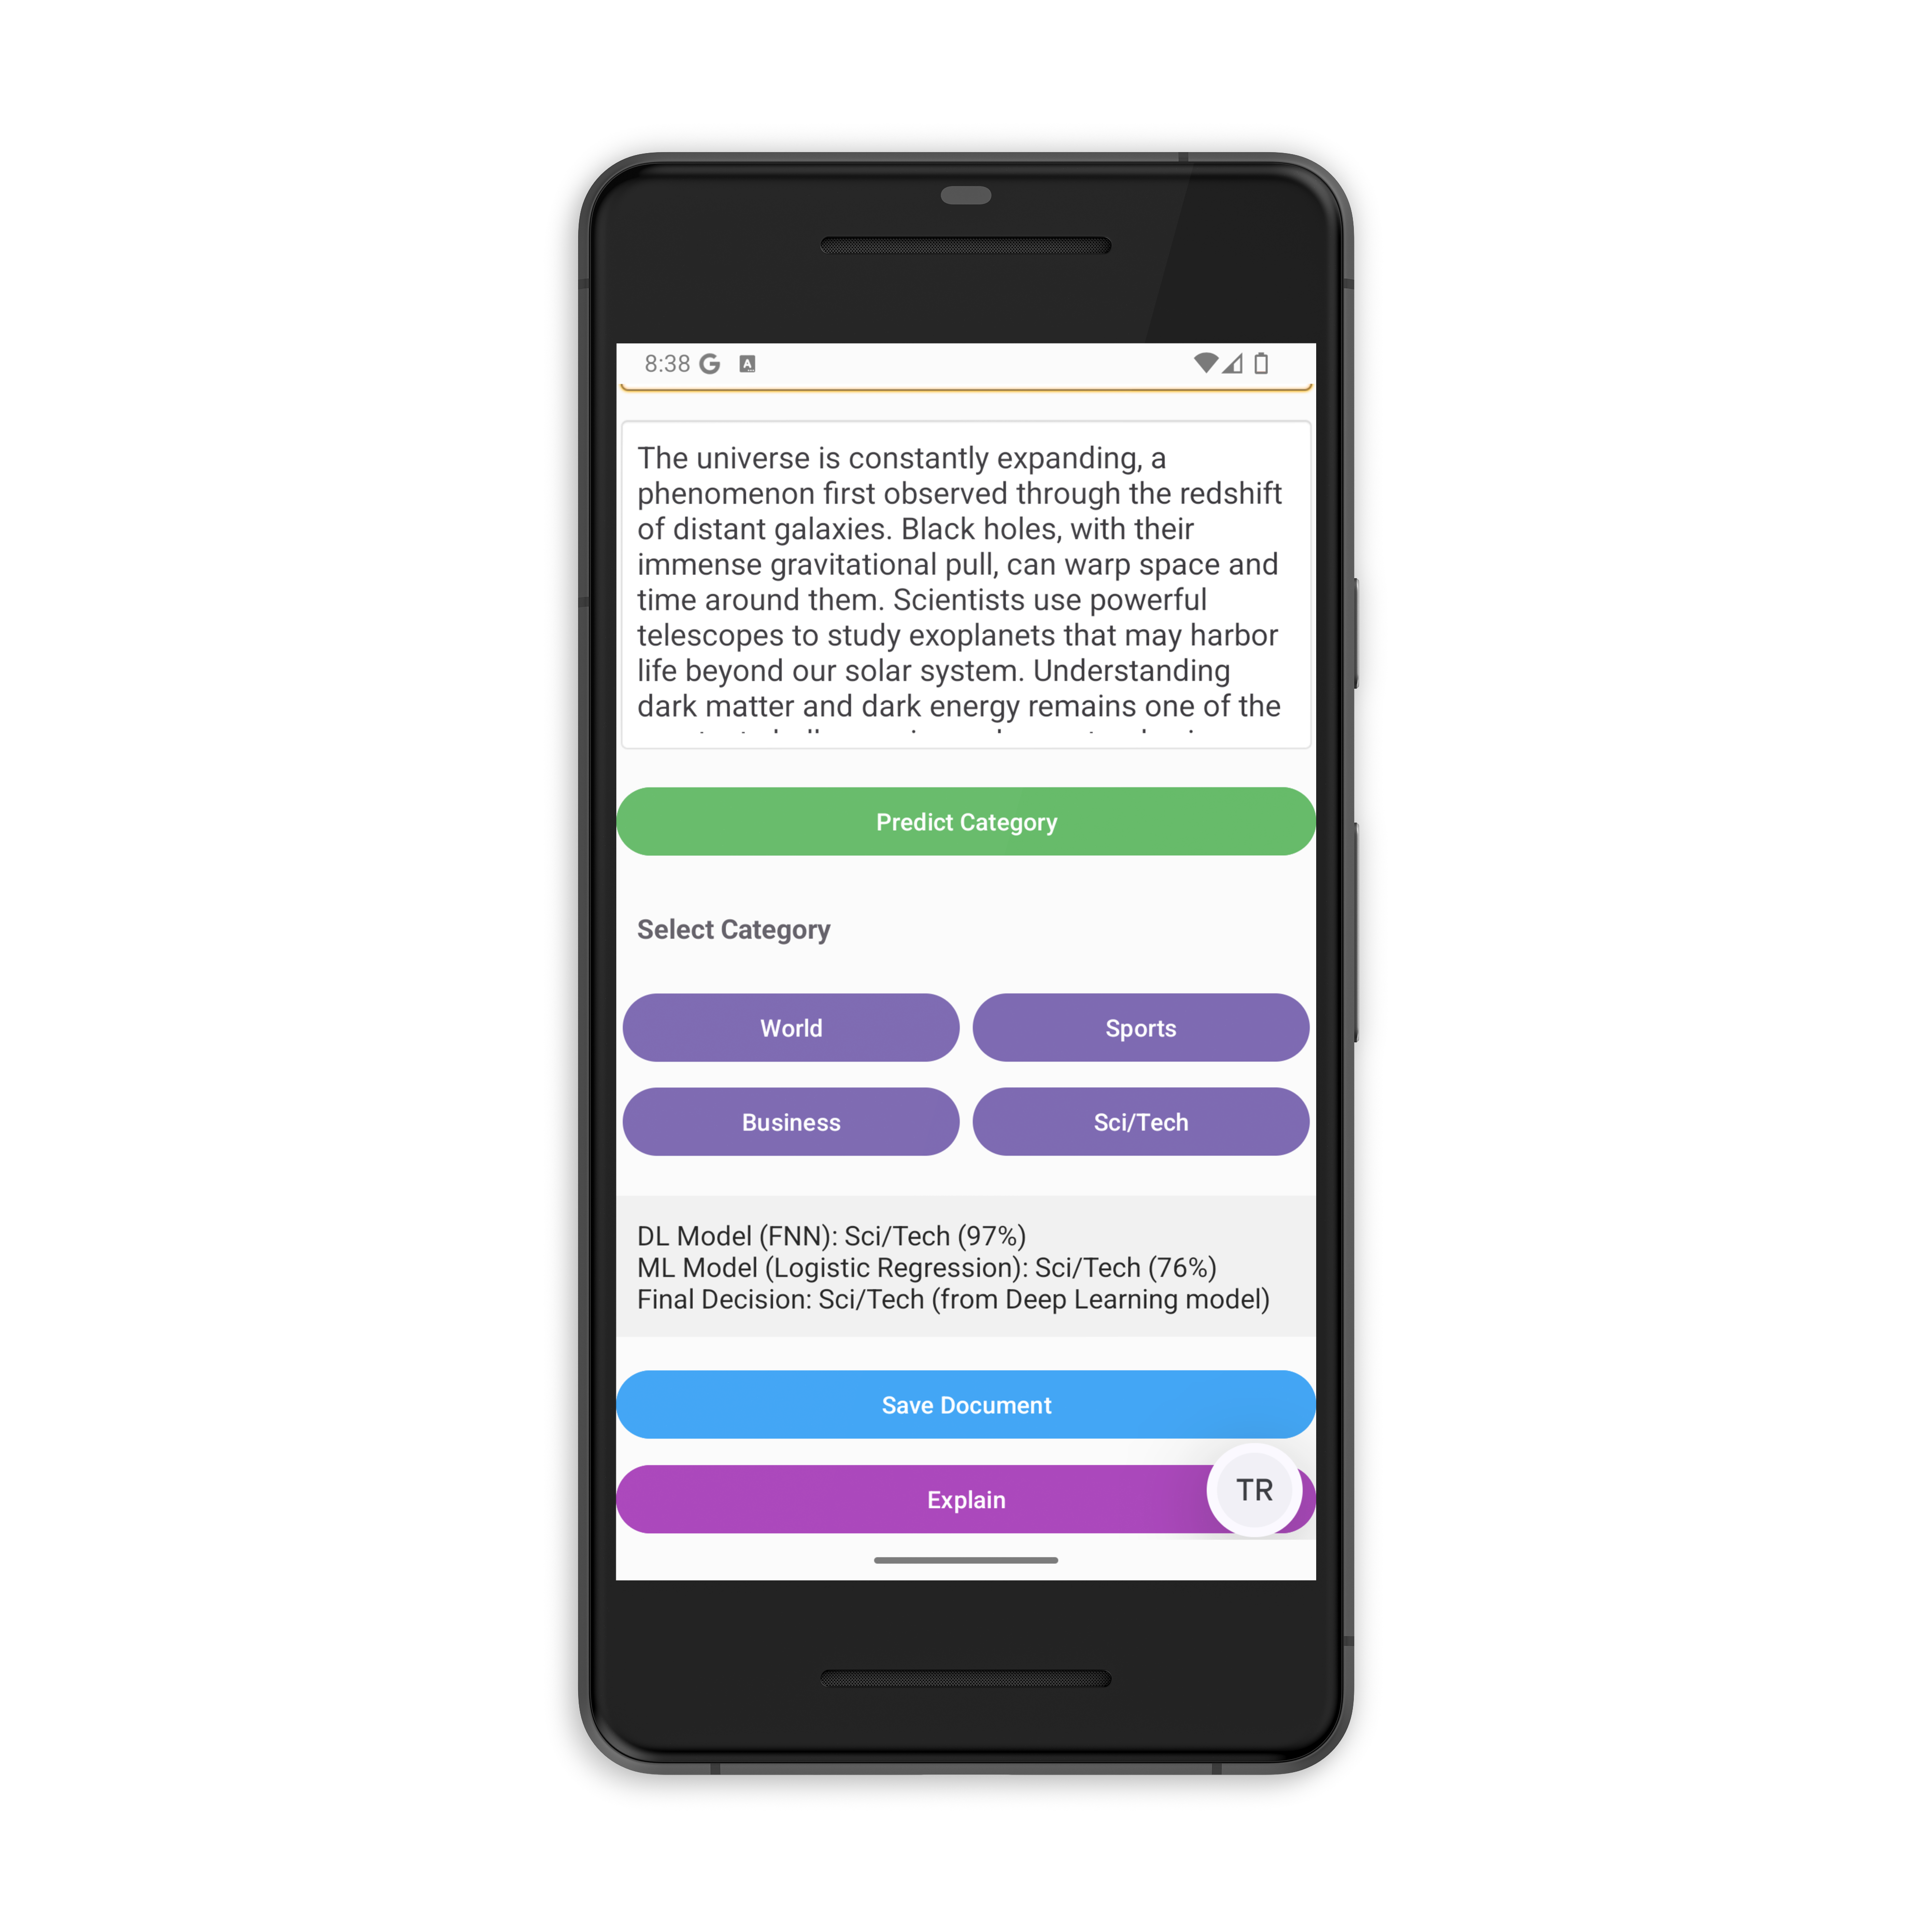 8:38 G A
The universe is constantly expanding, a
phenomenon first observed through the redshift
of distant galaxies. Black holes, with their
immense gravitational pull, can warp space and
time around them. Scientists use powerful
telescopes to study exoplanets that may harbor
life beyond our solar system. Understanding
dark matter and dark energy remains one of the
Predict Category
Select Category
World
Sports
Business
Sci/Tech
DL Model (FNN): Sci/Tech (97%)
ML Model (Logistic Regression): Sci/Tech (76%)
Final Decision: Sci/Tech (from Deep Learning model)
Save Document
Explain
TR